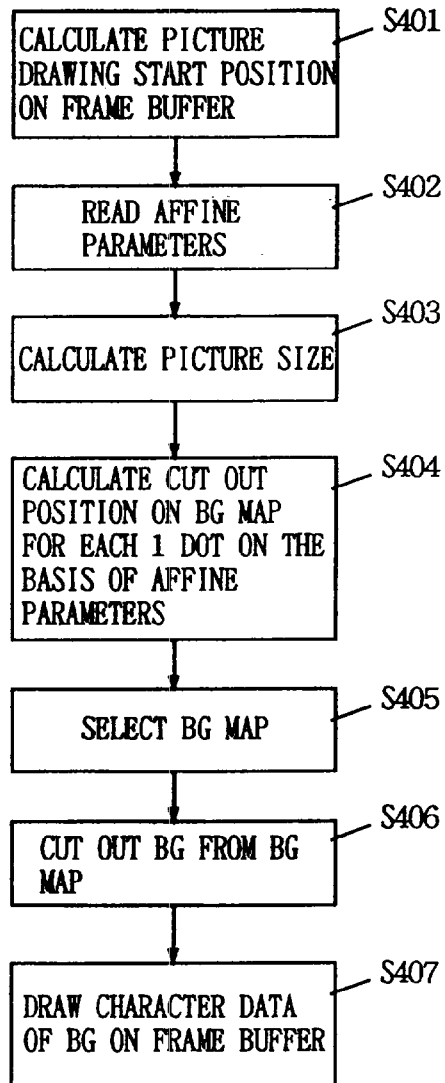 S401
CALCULATE PICTURE
DRAWING START POSITION
ON FRAME BUFFER
S402
READ AFFINE
PARAMETERS
S403
CALCULATE PICTURE SIZE
S404
CALCULATE CUT OUT
POSITION ON BG MAP
FOR EACH 1 DOT ON THE
BASIS OF AFFINE
PARAMETERS
S405
SELECT BG MAP
S406
CUT OUT BG FROM BG
MAP
S407
DRAW CHARACTER DATA
OF BG ON FRAME BUFFER